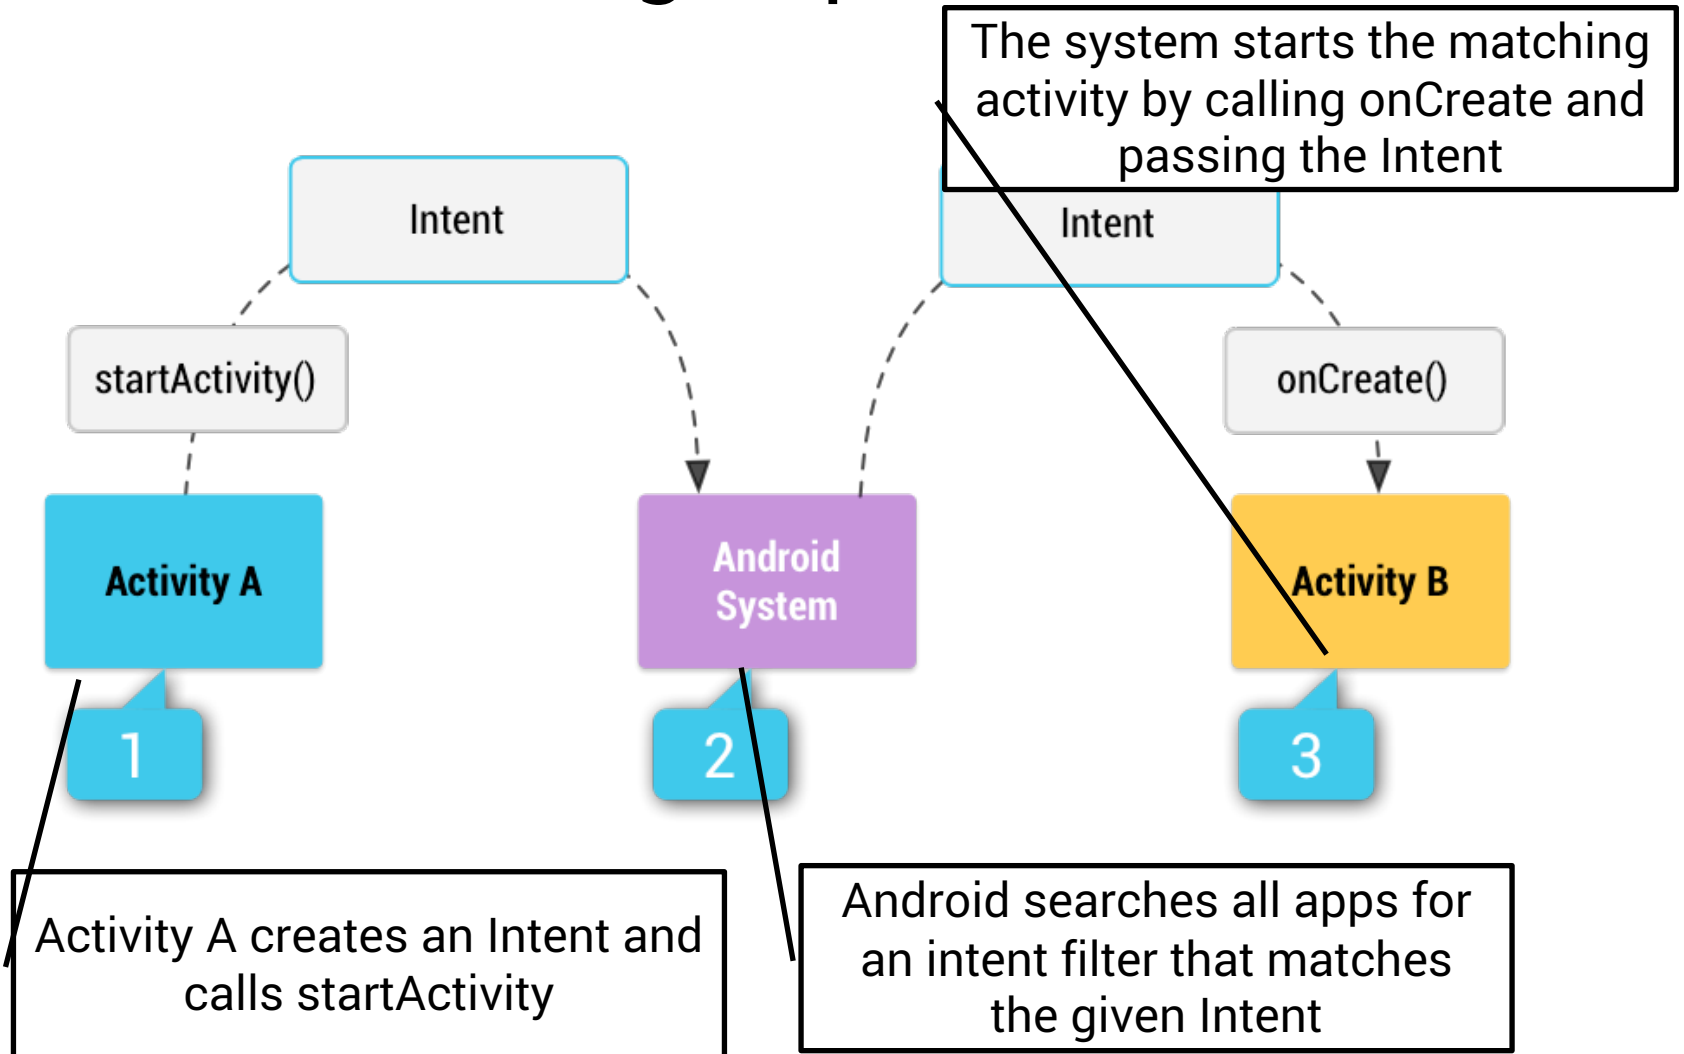 The system starts the matching
activity by calling onCreate and
passing the Intent
Intent
Intent
startActivity()
onCreate()
Activity A
Android
System
Activity B
1
2
3
Activity A creates an Intent and
calls startActivity
Android searches all apps for
an intent filter that matches
the given Intent